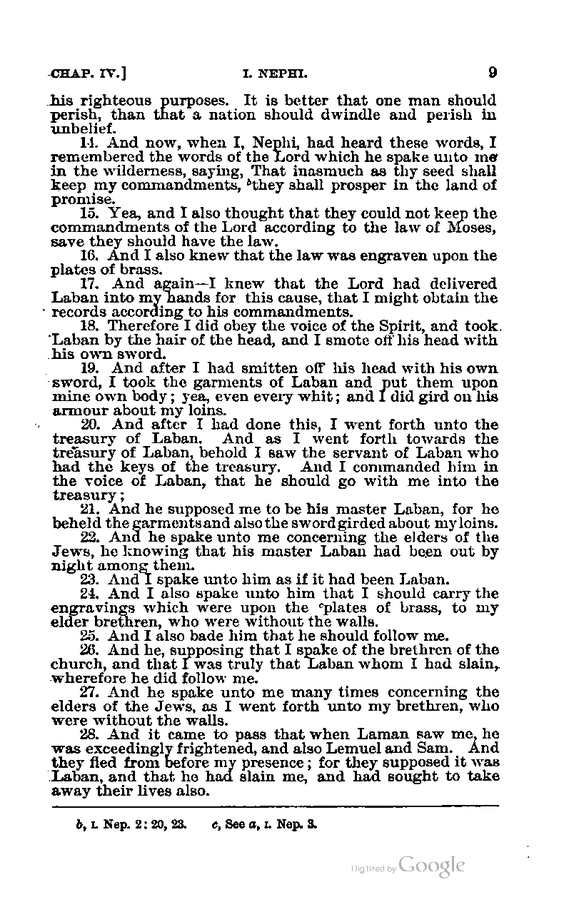 CHAP. IV.] I. NEPHI. 9
his righteous purposes. It is better that one man should
perish, than that a nation should dwindle and perish in
unbelief.
14. And now, when I, Nephi, had heard these words, I
remembered the words of the Lord which he spake unto me
in the wilderness, saying, That inasmuch as thy seed shall
keep my commandments, ᵇthey shall prosper in the land of
promise.
15. Yea, and I also thought that they could not keep the
commandments of the Lord according to the law of Moses,
save they should have the law.
16. And I also knew that the law was engraven upon the
plates of brass.
17. And again—I knew that the Lord had delivered
Laban into my hands for this cause, that I might obtain the
records according to his commandments.
18. Therefore I did obey the voice of the Spirit, and took
Laban by the hair of the head, and I smote off his head with
his own sword.
19. And after I had smitten off his head with his own
sword, I took the garments of Laban and put them upon
mine own body; yea, even every whit; and I did gird on his
armour about my loins.
20. And after I had done this, I went forth unto the
treasury of Laban. And as I went forth towards the
treasury of Laban, behold I saw the servant of Laban who
had the keys of the treasury. And I commanded him in
the voice of Laban, that he should go with me into the
treasury;
21. And he supposed me to be his master Laban, for he
beheld the garments and also the sword girded about my loins.
22. And he spake unto me concerning the elders of the
Jews, he knowing that his master Laban had been out by
night among them.
23. And I spake unto him as if it had been Laban.
24. And I also spake unto him that I should carry the
engravings which were upon the ᶜplates of brass, to my
elder brethren, who were without the walls.
25. And I also bade him that he should follow me.
26. And he, supposing that I spake of the brethren of the
church, and that I was truly that Laban whom I had slain,
wherefore he did follow me.
27. And he spake unto me many times concerning the
elders of the Jews, as I went forth unto my brethren, who
were without the walls.
28. And it came to pass that when Laman saw me, he
was exceedingly frightened, and also Lemuel and Sam. And
they fled from before my presence; for they supposed it was
Laban, and that he had slain me, and had sought to take
away their lives also.
b, I. Nep. 2: 20, 23. c, See a, I. Nep. 3.
Digitized by Google